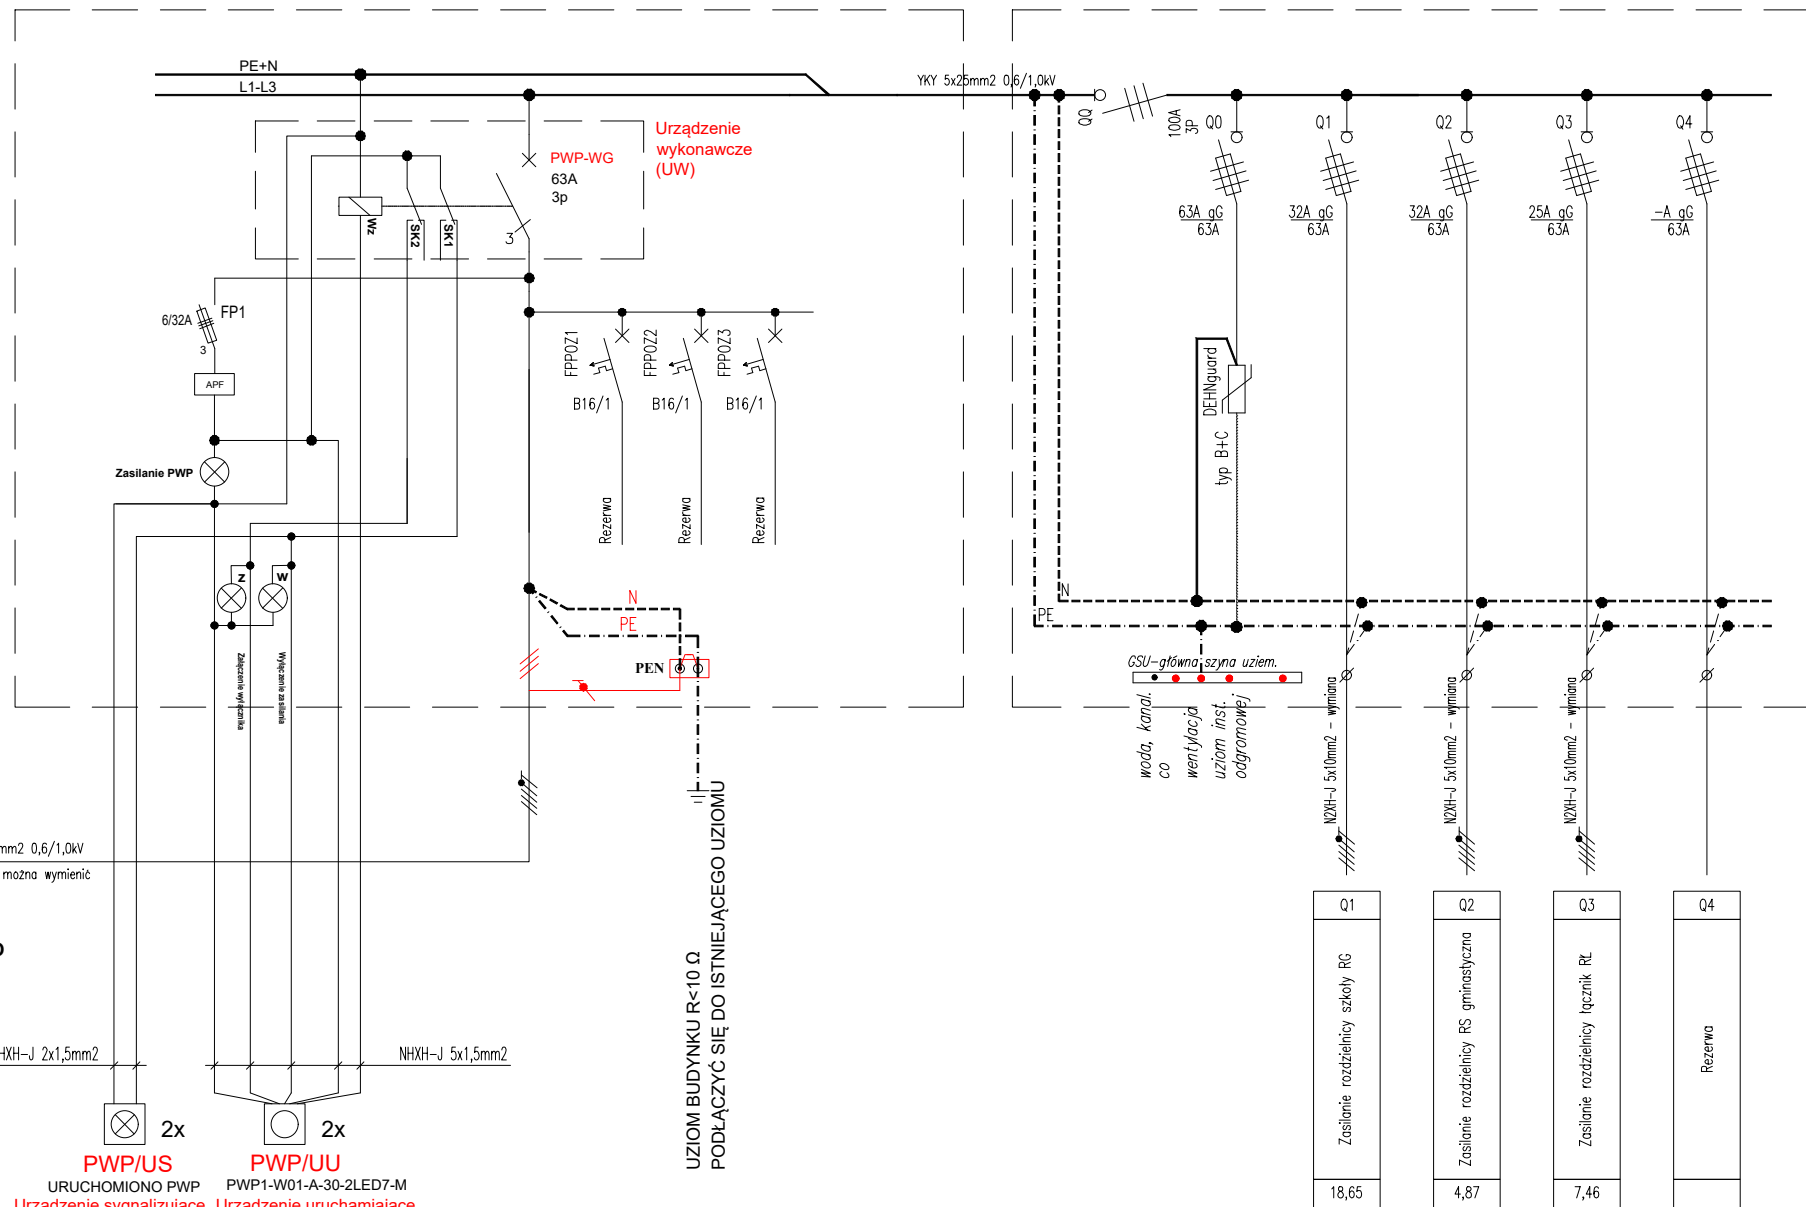 PE+N
L1-L3
YKY 5x25mm2 0,6/1,0kV
Urządzenie
wykonawcze
(UW)
PWP-WG
63A
3p
3
Wz
SK2
SK1
6/32A
FP1
3
APF
Zasilanie PWP
FPPOZ1
FPPOZ2
FPPOZ3
B16/1
B16/1
B16/1
Rezerwa
Rezerwa
Rezerwa
Z
W
Załączenie wyłącznika
Wyłączenie zasilania
N
PE
PEN
QQ
100A
3P
Q0
Q1
Q2
Q3
Q4
63A gG
63A
32A gG
63A
32A gG
63A
25A gG
63A
-A gG
63A
DEHNguard
typ B+C
N
PE
GSU-główna szyna uziem.
woda, kanal.
co
wentylacja
uziom inst.
odgromowej
N2XH-J 5x10mm2 - wymiana
N2XH-J 5x10mm2 - wymiana
N2XH-J 5x10mm2 - wymiana
mm2 0,6/1,0kV
można wymienić
UZIOM BUDYNKU R<10 Ω
PODŁĄCZYĆ SIĘ DO ISTNIEJĄCEGO UZIOMU
HXH-J 2x1,5mm2
NHXH-J 5x1,5mm2
2x
2x
PWP/US
URUCHOMIONO PWP
Urządzenie sygnalizujące
PWP/UU
PWP1-W01-A-30-2LED7-M
Urządzenie uruchamiające
Q1
Q2
Q3
Q4
Zasilanie rozdzielnicy szkoły RG
Zasilanie rozdzielnicy RS gminastyczna
Zasilanie rozdzielnicy łącznik RŁ
Rezerwa
18,65
4,87
7,46